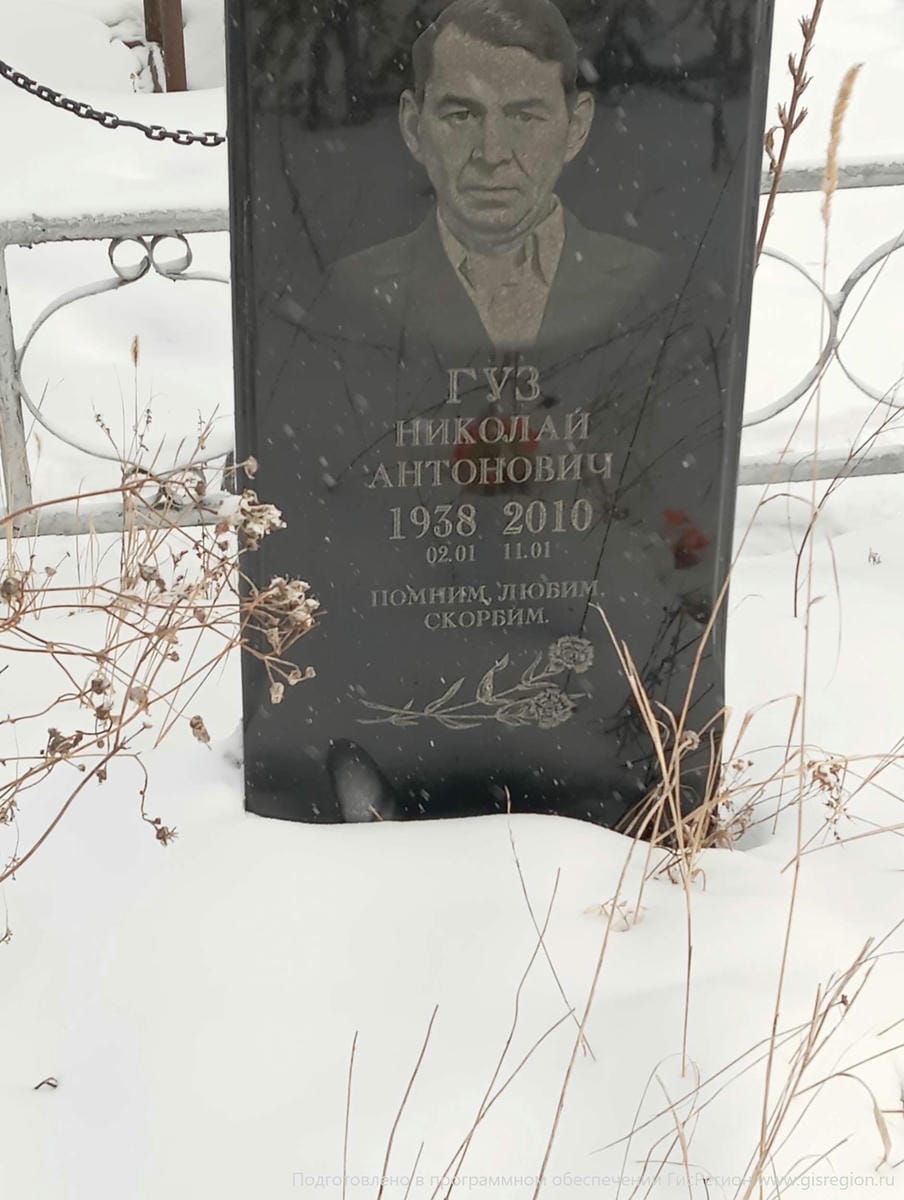 ГУЗ
НИКОЛАЙ
АНТОНОВИЧ
1938 2010
02.01 11.01
ПОМНИМ, ЛЮБИМ,
СКОРБИМ.
Подготовлено в программном обеспечении ГисРегион www.gisregion.ru